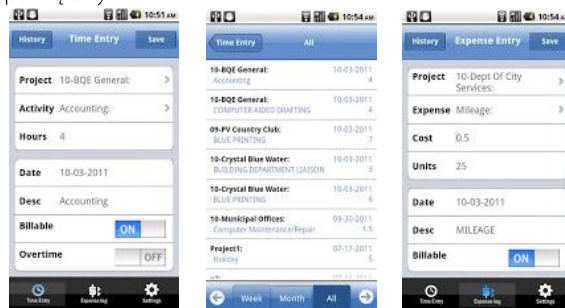 10:51 AM
History
Time Entry
Save
Project 10-BQE General:
Activity Accounting:
Hours 4
Date 10-03-2011
Desc Accounting
Billable ON
Overtime OFF
Time Entry
Expense log
Settings
10:54 AM
Time Entry
All
10-BQE General: 10-03-2011
Accounting 4
10-BQE General: 10-03-2011
COMPUTER AIDED DRAFTING 4
09-PV Country Club: 10-03-2011
BLUE PRINTING 7
10-Crystal Blue Water: 10-03-2011
BUILDING DEPARTMENT LIAISON 3
10-Crystal Blue Water: 10-03-2011
BLUE PRINTING 6
10-Municipal Offices: 09-30-2011
Computer Maintenance/Repair 1.5
Project1: 07-17-2011
Holiday 5
Week
Month
All
10:54 AM
History
Expense Entry
Save
Project 10-Dept Of City
Services:
Expense Mileage:
Cost 0.5
Units 25
Date 10-03-2011
Desc MILEAGE
Billable ON
Time Entry
Expense log
Settings